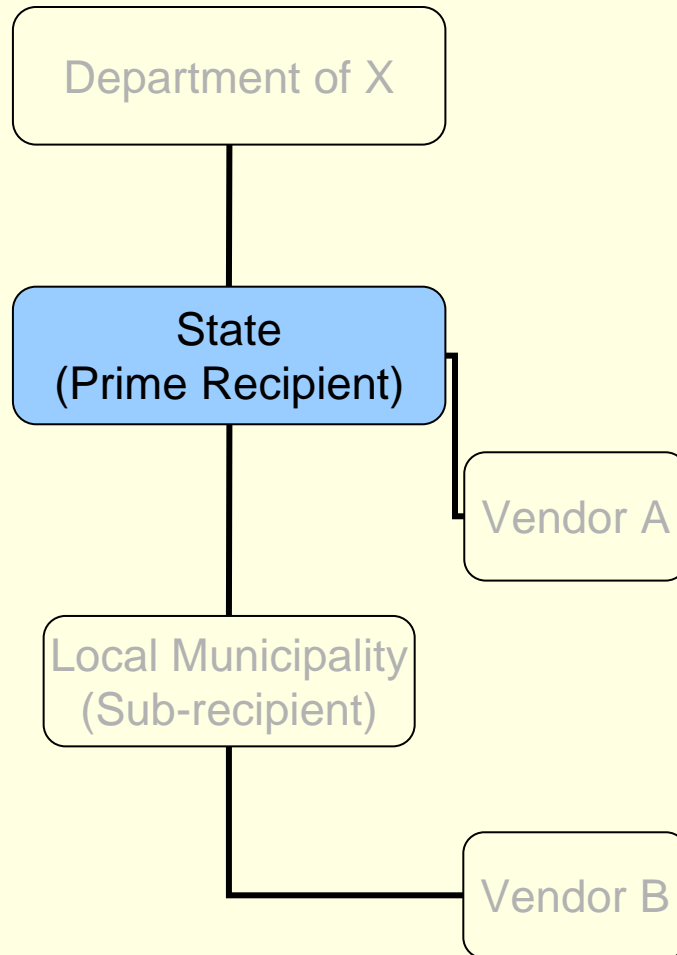 Department of X
State
(Prime Recipient)
Vendor A
Local Municipality
(Sub-recipient)
Vendor B